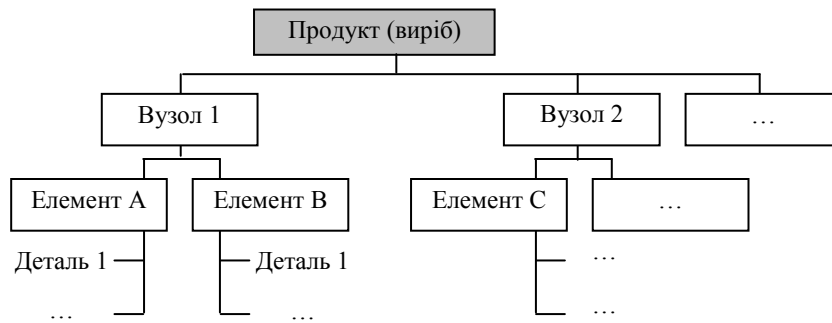 Продукт (виріб)
Вузол 1
Вузол 2
…
Елемент А
Елемент В
Елемент С
…
Деталь 1
Деталь 1
…
…
…
…